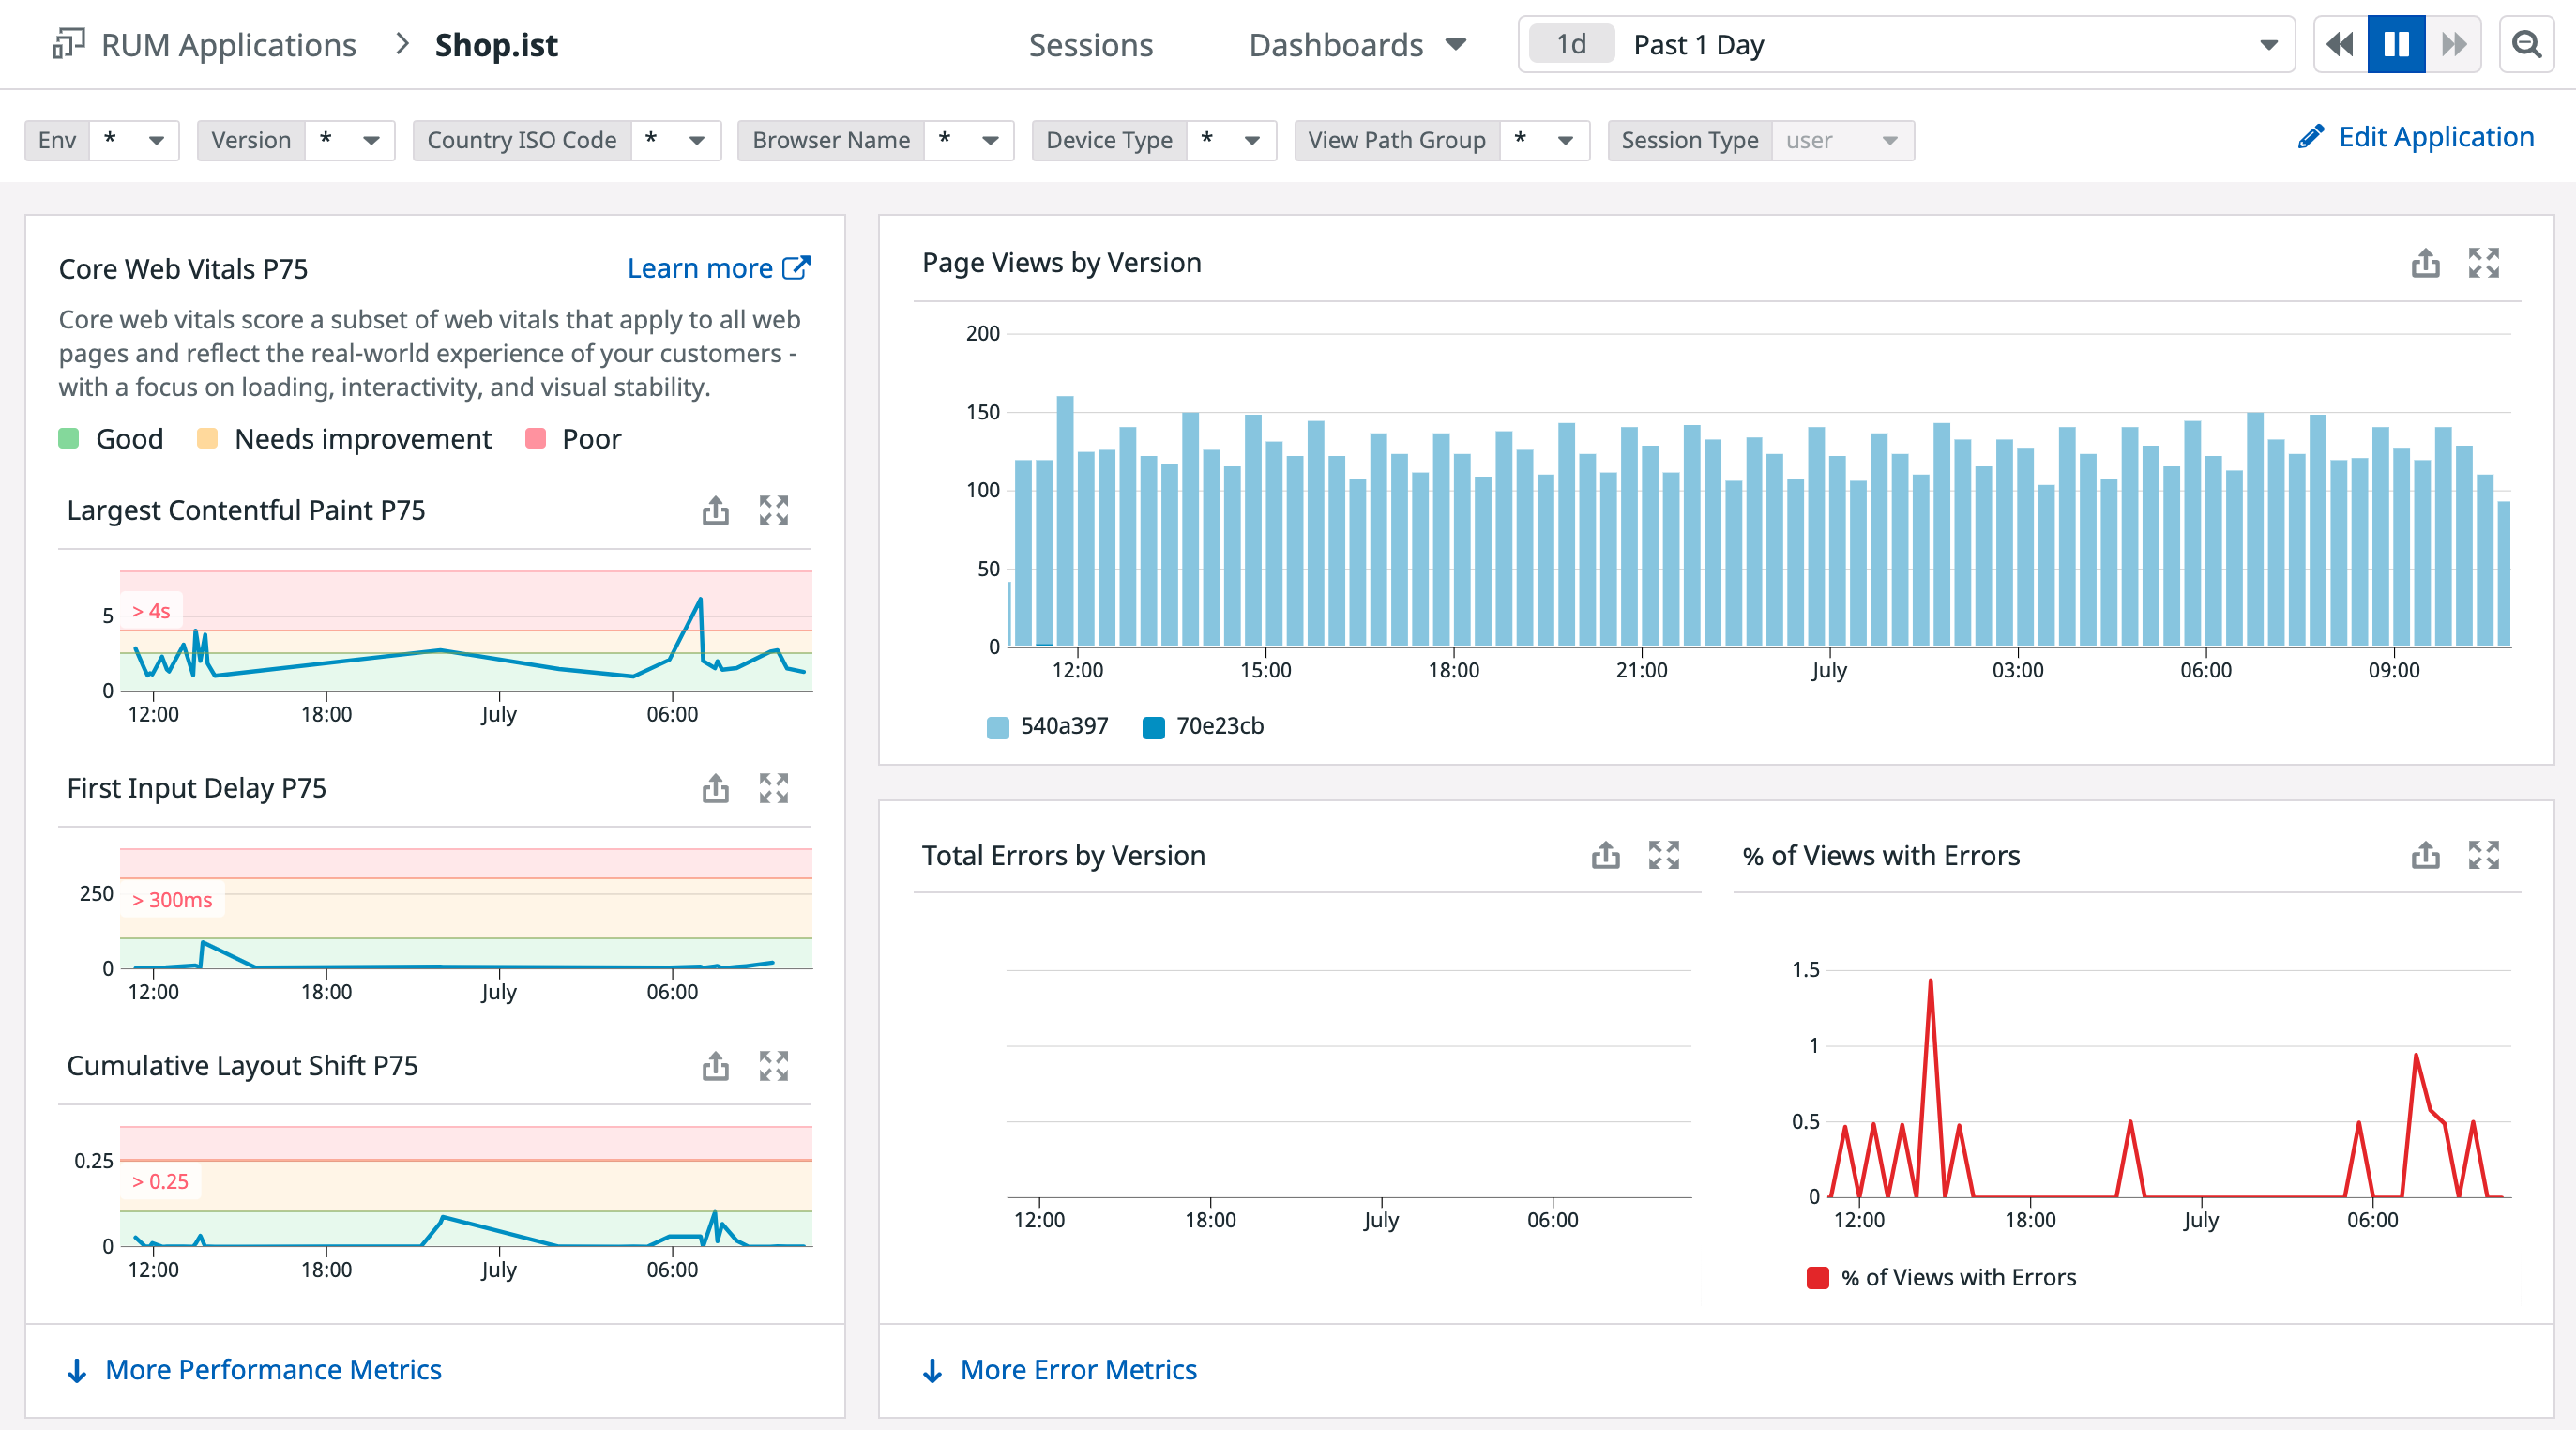 RUM Applications > Shop.ist
Sessions
Dashboards
1d Past 1 Day
Env *
Version *
Country ISO Code *
Browser Name *
Device Type *
View Path Group *
Session Type user
Edit Application
Core Web Vitals P75
Learn more
Core web vitals score a subset of web vitals that apply to all web
pages and reflect the real-world experience of your customers -
with a focus on loading, interactivity, and visual stability.
Good Needs improvement Poor
Largest Contentful Paint P75
5
> 4s
0
12:00 18:00 July 06:00
First Input Delay P75
250
> 300ms
0
12:00 18:00 July 06:00
Cumulative Layout Shift P75
0.25
> 0.25
0
12:00 18:00 July 06:00
More Performance Metrics
Page Views by Version
200
150
100
50
0
12:00 15:00 18:00 21:00 July 03:00 06:00 09:00
540a397 70e23cb
Total Errors by Version
12:00 18:00 July 06:00
% of Views with Errors
1.5
1
0.5
0
12:00 18:00 July 06:00
% of Views with Errors
More Error Metrics